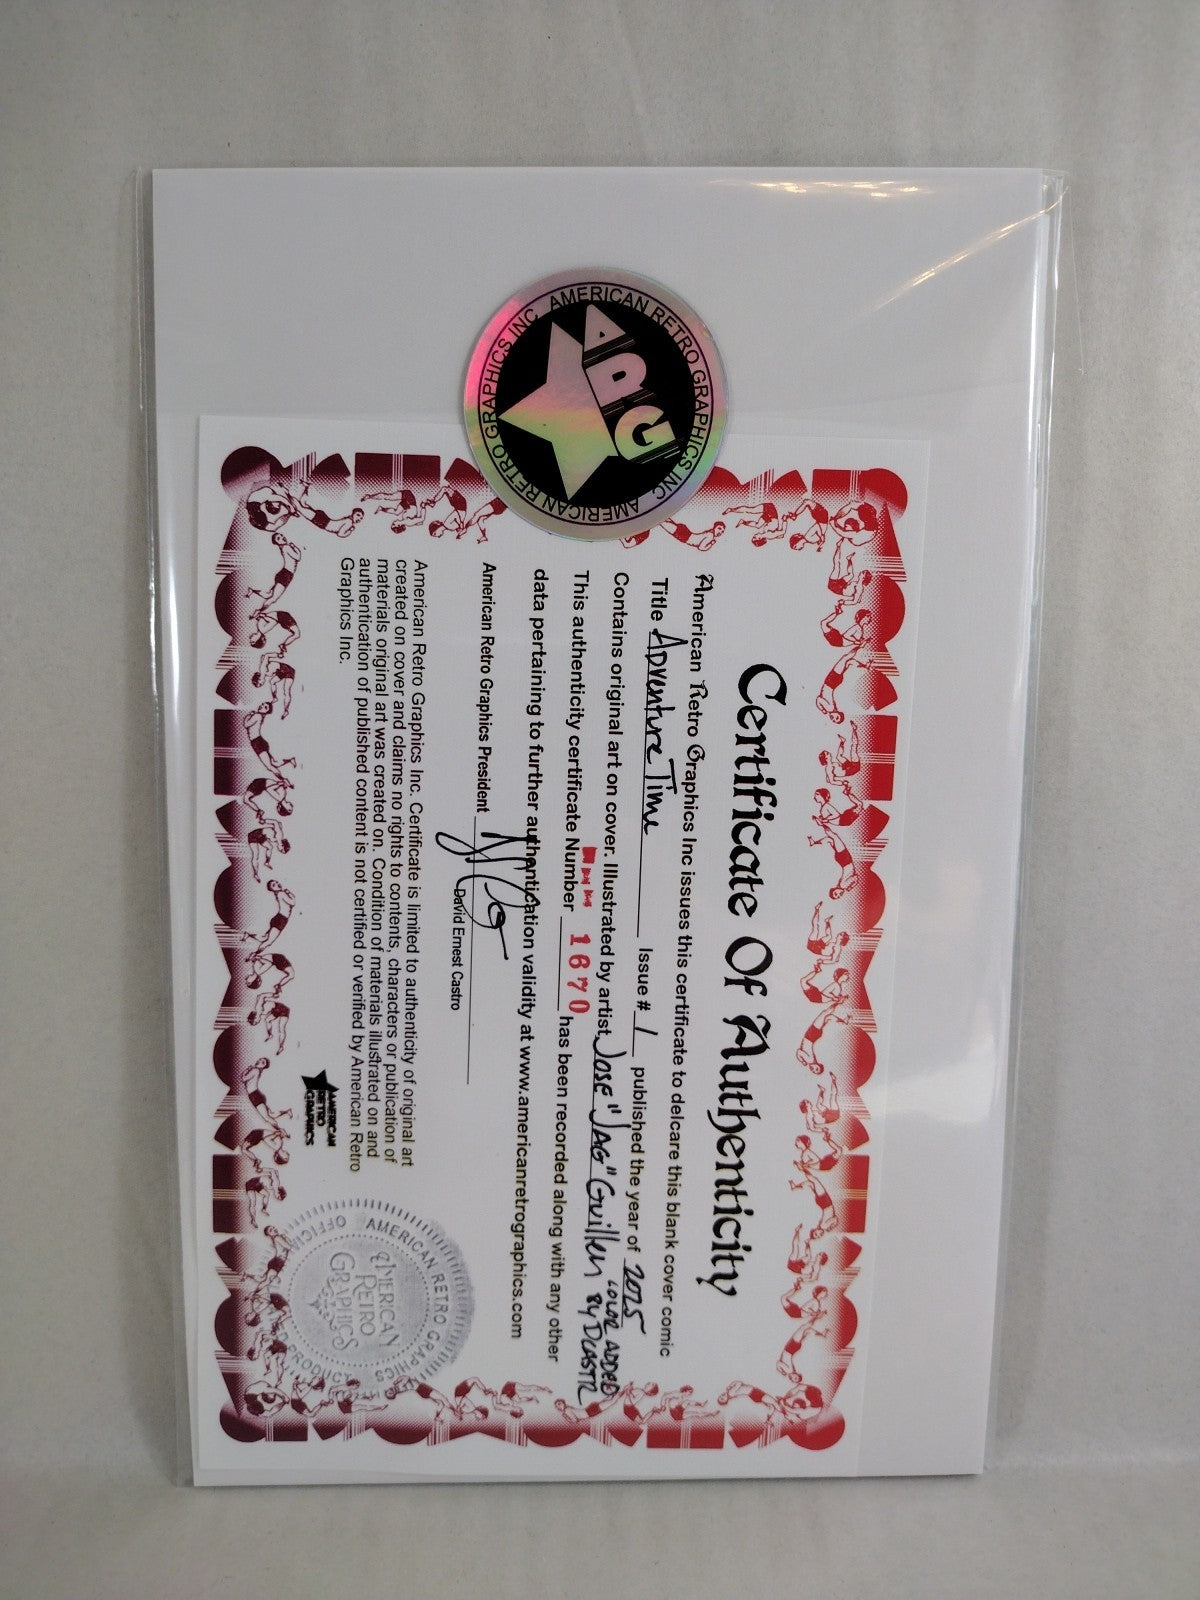 AMERICAN RETRO GRAPHICS INC AMERICAN RETRO GRAPHICS INC
ARG
Certificate Of Authenticity
American Retro Graphics Inc issues this certificate to delcare this blank cover comic
Title Adventure Time Issue # 1 published the year of 2025
Contains original art on cover. Illustrated by artist Jose "JAG" Guillen COLOR ADDED
BY DCASTR
This authenticity certificate Number 1670 has been recorded along with any other
data pertaining to further authentication validity at www.americanretrographics.com
American Retro Graphics President
David Ernest Castro
American Retro Graphics Inc. Certificate is limited to authenticity of original art
created on cover and claims no rights to contents, characters or publication of
materials original art was created on. Condition of materials illustrated on and
authentication of published content is not certified or verified by American Retro
Graphics Inc.
AMERICAN
RETRO
GRAPHICS
AMERICAN RETRO GRAPHICS
AMERICAN
RETRO
GRAPHICS